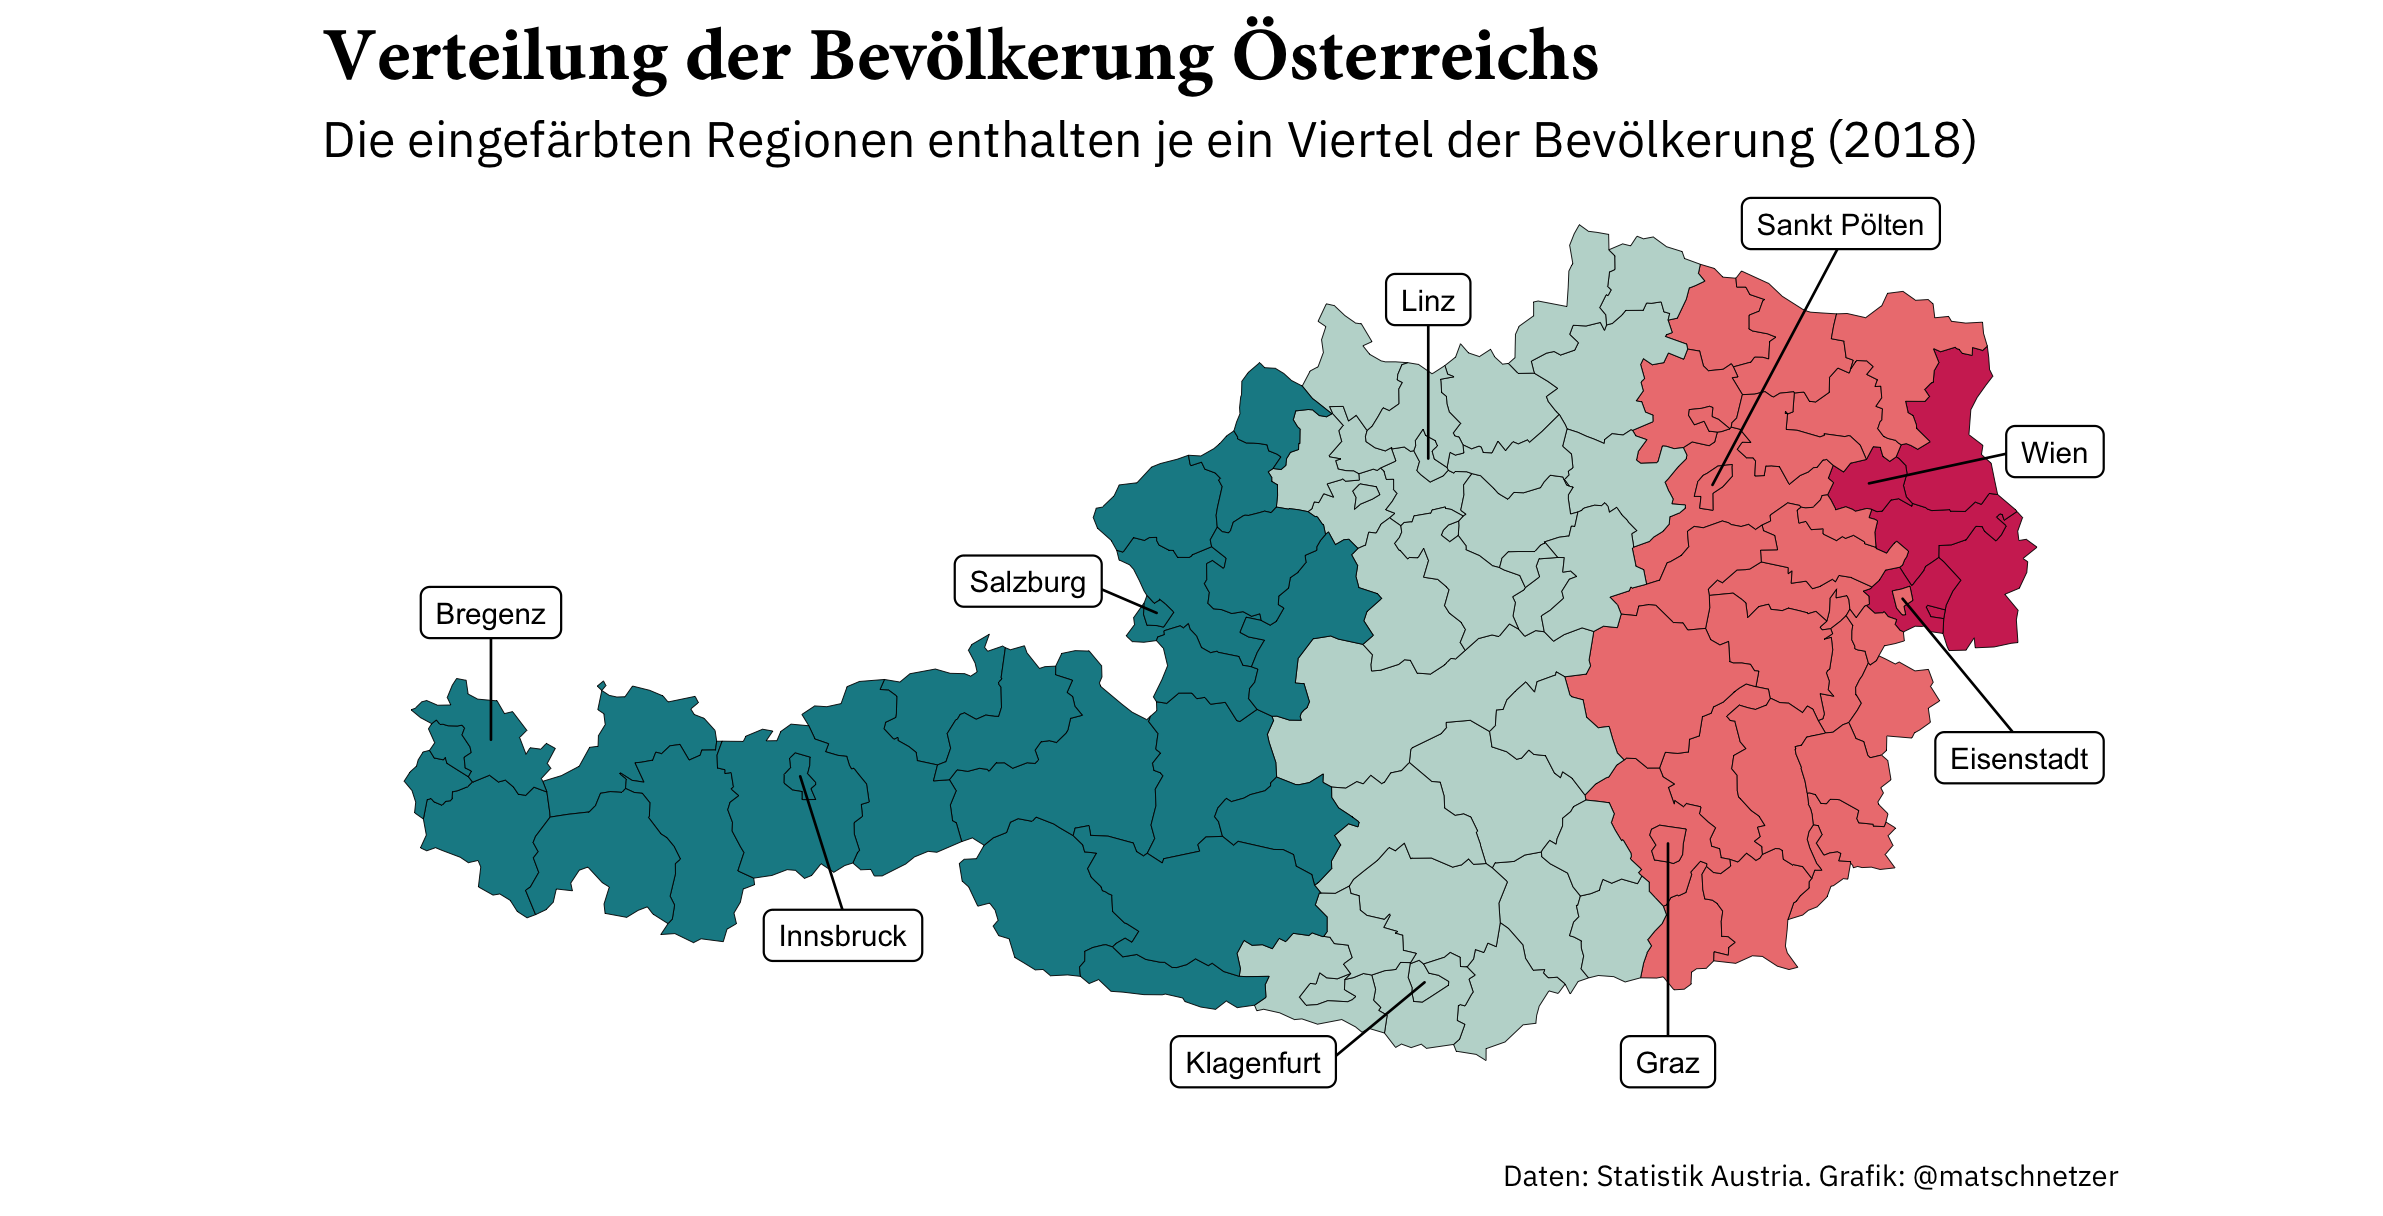 Verteilung der Bevölkerung Österreichs
Die eingefärbten Regionen enthalten je ein Viertel der Bevölkerung (2018)
Sankt Pölten
Linz
Wien
Salzburg
Bregenz
Eisenstadt
Innsbruck
Klagenfurt
Graz
Daten: Statistik Austria. Grafik: @matschnetzer